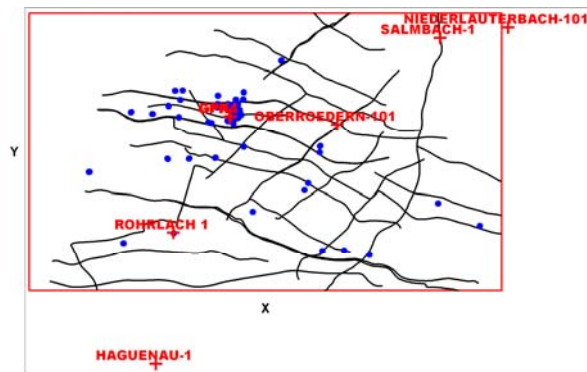 NIEDERLAUTERBACH-101
SALMBACH-1
OBERROEDERN-101
Y
ROHRLACH 1
X
HAGUENAU-1